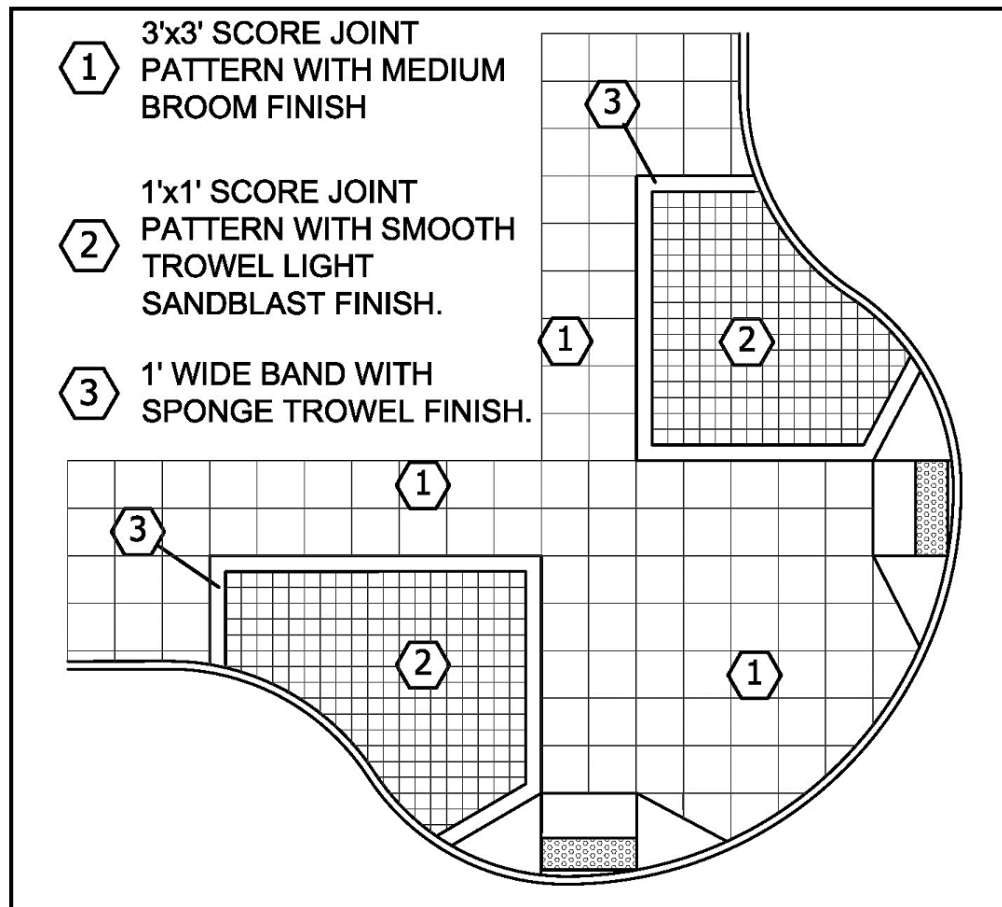 1
3'x3' SCORE JOINT
PATTERN WITH MEDIUM
BROOM FINISH
2
1'x1' SCORE JOINT
PATTERN WITH SMOOTH
TROWEL LIGHT
SANDBLAST FINISH.
3
1' WIDE BAND WITH
SPONGE TROWEL FINISH.
3
2
1
1
3
2
1